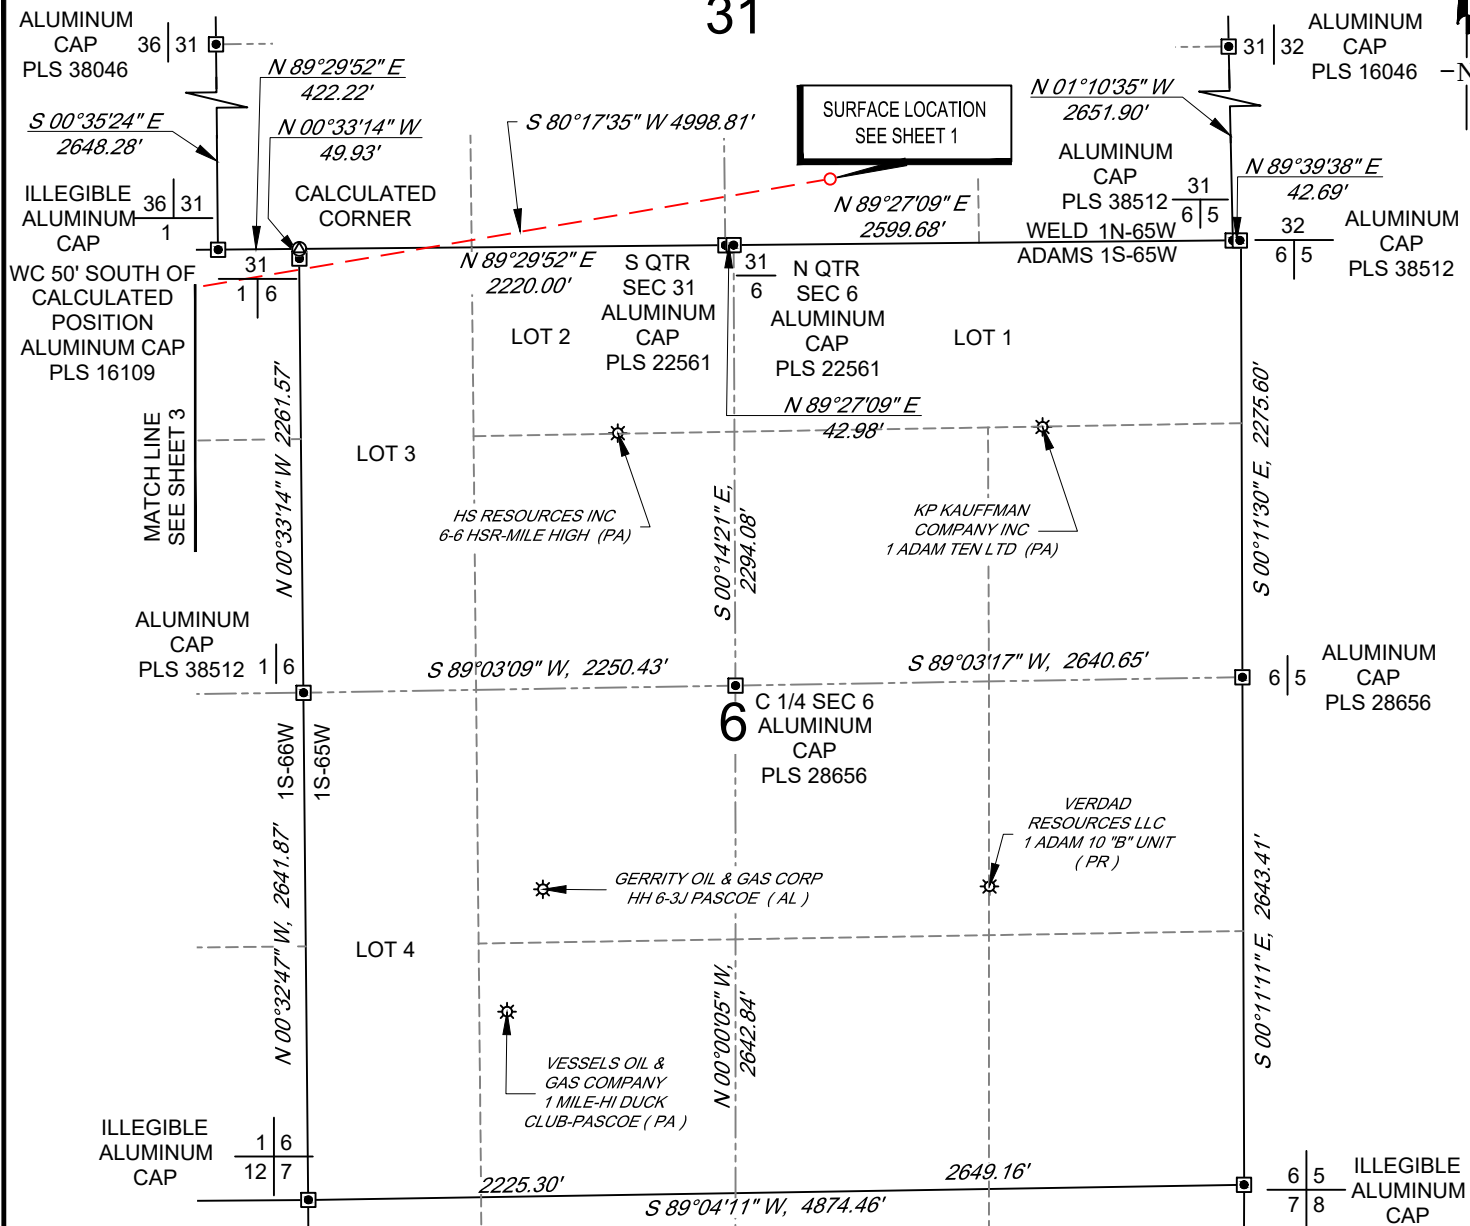 31
ALUMINUM
CAP
PLS 38046
36 31
N 89°29'52" E
422.22'
S 00°35'24" E
2648.28'
N 00°33'14" W
49.93'
S 80°17'35" W 4998.81'
SURFACE LOCATION
SEE SHEET 1
N 01°10'35" W
2651.90'
31 32
ALUMINUM
CAP
PLS 16046
N
ILLEGIBLE
ALUMINUM
CAP
36 31
1
CALCULATED
CORNER
N 89°27'09" E
2599.68'
ALUMINUM
CAP
PLS 38512
31
6 5
N 89°39'38" E
42.69'
WELD 1N-65W
ADAMS 1S-65W
32
6 5
ALUMINUM
CAP
PLS 38512
WC 50' SOUTH OF
CALCULATED
POSITION
ALUMINUM CAP
PLS 16109
31
1 6
N 89°29'52" E
2220.00'
S QTR
SEC 31
ALUMINUM
CAP
PLS 22561
31
6
N QTR
SEC 6
ALUMINUM
CAP
PLS 22561
LOT 2
LOT 1
N 89°27'09" E
42.98'
MATCH LINE
SEE SHEET 3
N 00°33'14" W 2261.57'
LOT 3
HS RESOURCES INC
6-6 HSR-MILE HIGH (PA)
S 00°14'21" E,
2294.08'
KP KAUFFMAN
COMPANY INC
1 ADAM TEN LTD (PA)
S 00°11'30" E, 2275.60'
ALUMINUM
CAP
PLS 38512
1 6
S 89°03'09" W, 2250.43'
S 89°03'17" W, 2640.65'
6 5
ALUMINUM
CAP
PLS 28656
6
C 1/4 SEC 6
ALUMINUM
CAP
PLS 28656
1S-66W
1S-65W
N 00°32'47" W, 2641.87'
VERDAD
RESOURCES LLC
1 ADAM 10 "B" UNIT
( PR )
GERRITY OIL & GAS CORP
HH 6-3J PASCOE ( AL )
S 00°11'11" E, 2643.41'
LOT 4
N 00°00'05" W,
2642.84'
VESSELS OIL &
GAS COMPANY
1 MILE-HI DUCK
CLUB-PASCOE ( PA )
ILLEGIBLE
ALUMINUM
CAP
1 6
12 7
2225.30'
2649.16'
S 89°04'11" W, 4874.46'
6 5
7 8
ILLEGIBLE
ALUMINUM
CAP